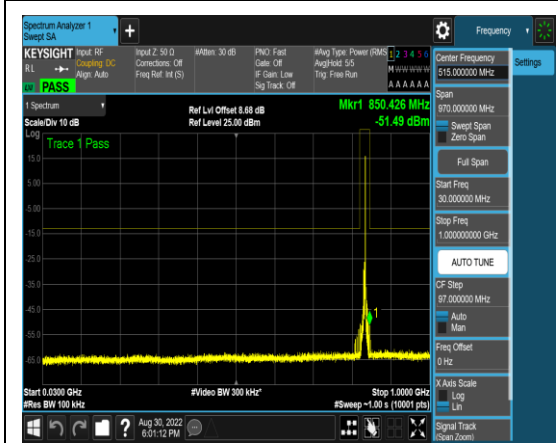 Spectrum Analyzer 1
Swept SA
+
Frequency
KEYSIGHT
RL
PASS
Input: RF
Coupling: DC
Align: Auto
Input Z: 50 Ω
Corrections: Off
Freq Ref: Int (S)
#Atten: 30 dB
PNO: Fast
Gate: Off
IF Gain: Low
Sig Track: Off
#Avg Type: Power (RMS
Avg|Hold: 5/5
Trig: Free Run
1 2 3 4 5 6
M W W W W W
A A A A A A
1 Spectrum
Scale/Div 10 dB
Ref Lvl Offset 8.68 dB
Ref Level 25.00 dBm
Mkr1 850.426 MHz
-51.49 dBm
Log
Trace 1 Pass
15.0
5.00
-5.00
-15.0
-25.0
-35.0
-45.0
-55.0
-65.0
1
Start 0.0300 GHz
#Res BW 100 kHz
#Video BW 300 kHz*
Stop 1.0000 GHz
#Sweep ~1.00 s (10001 pts)
Center Frequency
515.000000 MHz
Settings
Span
970.000000 MHz
Swept Span
Zero Span
Full Span
Start Freq
30.000000 MHz
Stop Freq
1.000000000 GHz
AUTO TUNE
CF Step
97.000000 MHz
Auto
Man
Freq Offset
0 Hz
X Axis Scale
Log
Lin
Signal Track
(Span Zoom)
?
Aug 30, 2022
6:01:12 PM